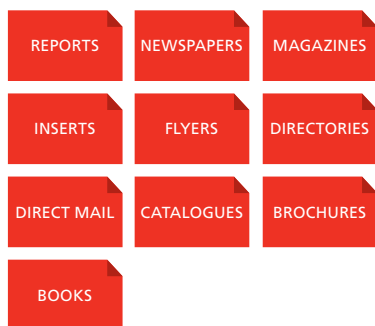 REPORTS
NEWSPAPERS
MAGAZINES
INSERTS
FLYERS
DIRECTORIES
DIRECT MAIL
CATALOGUES
BROCHURES
BOOKS